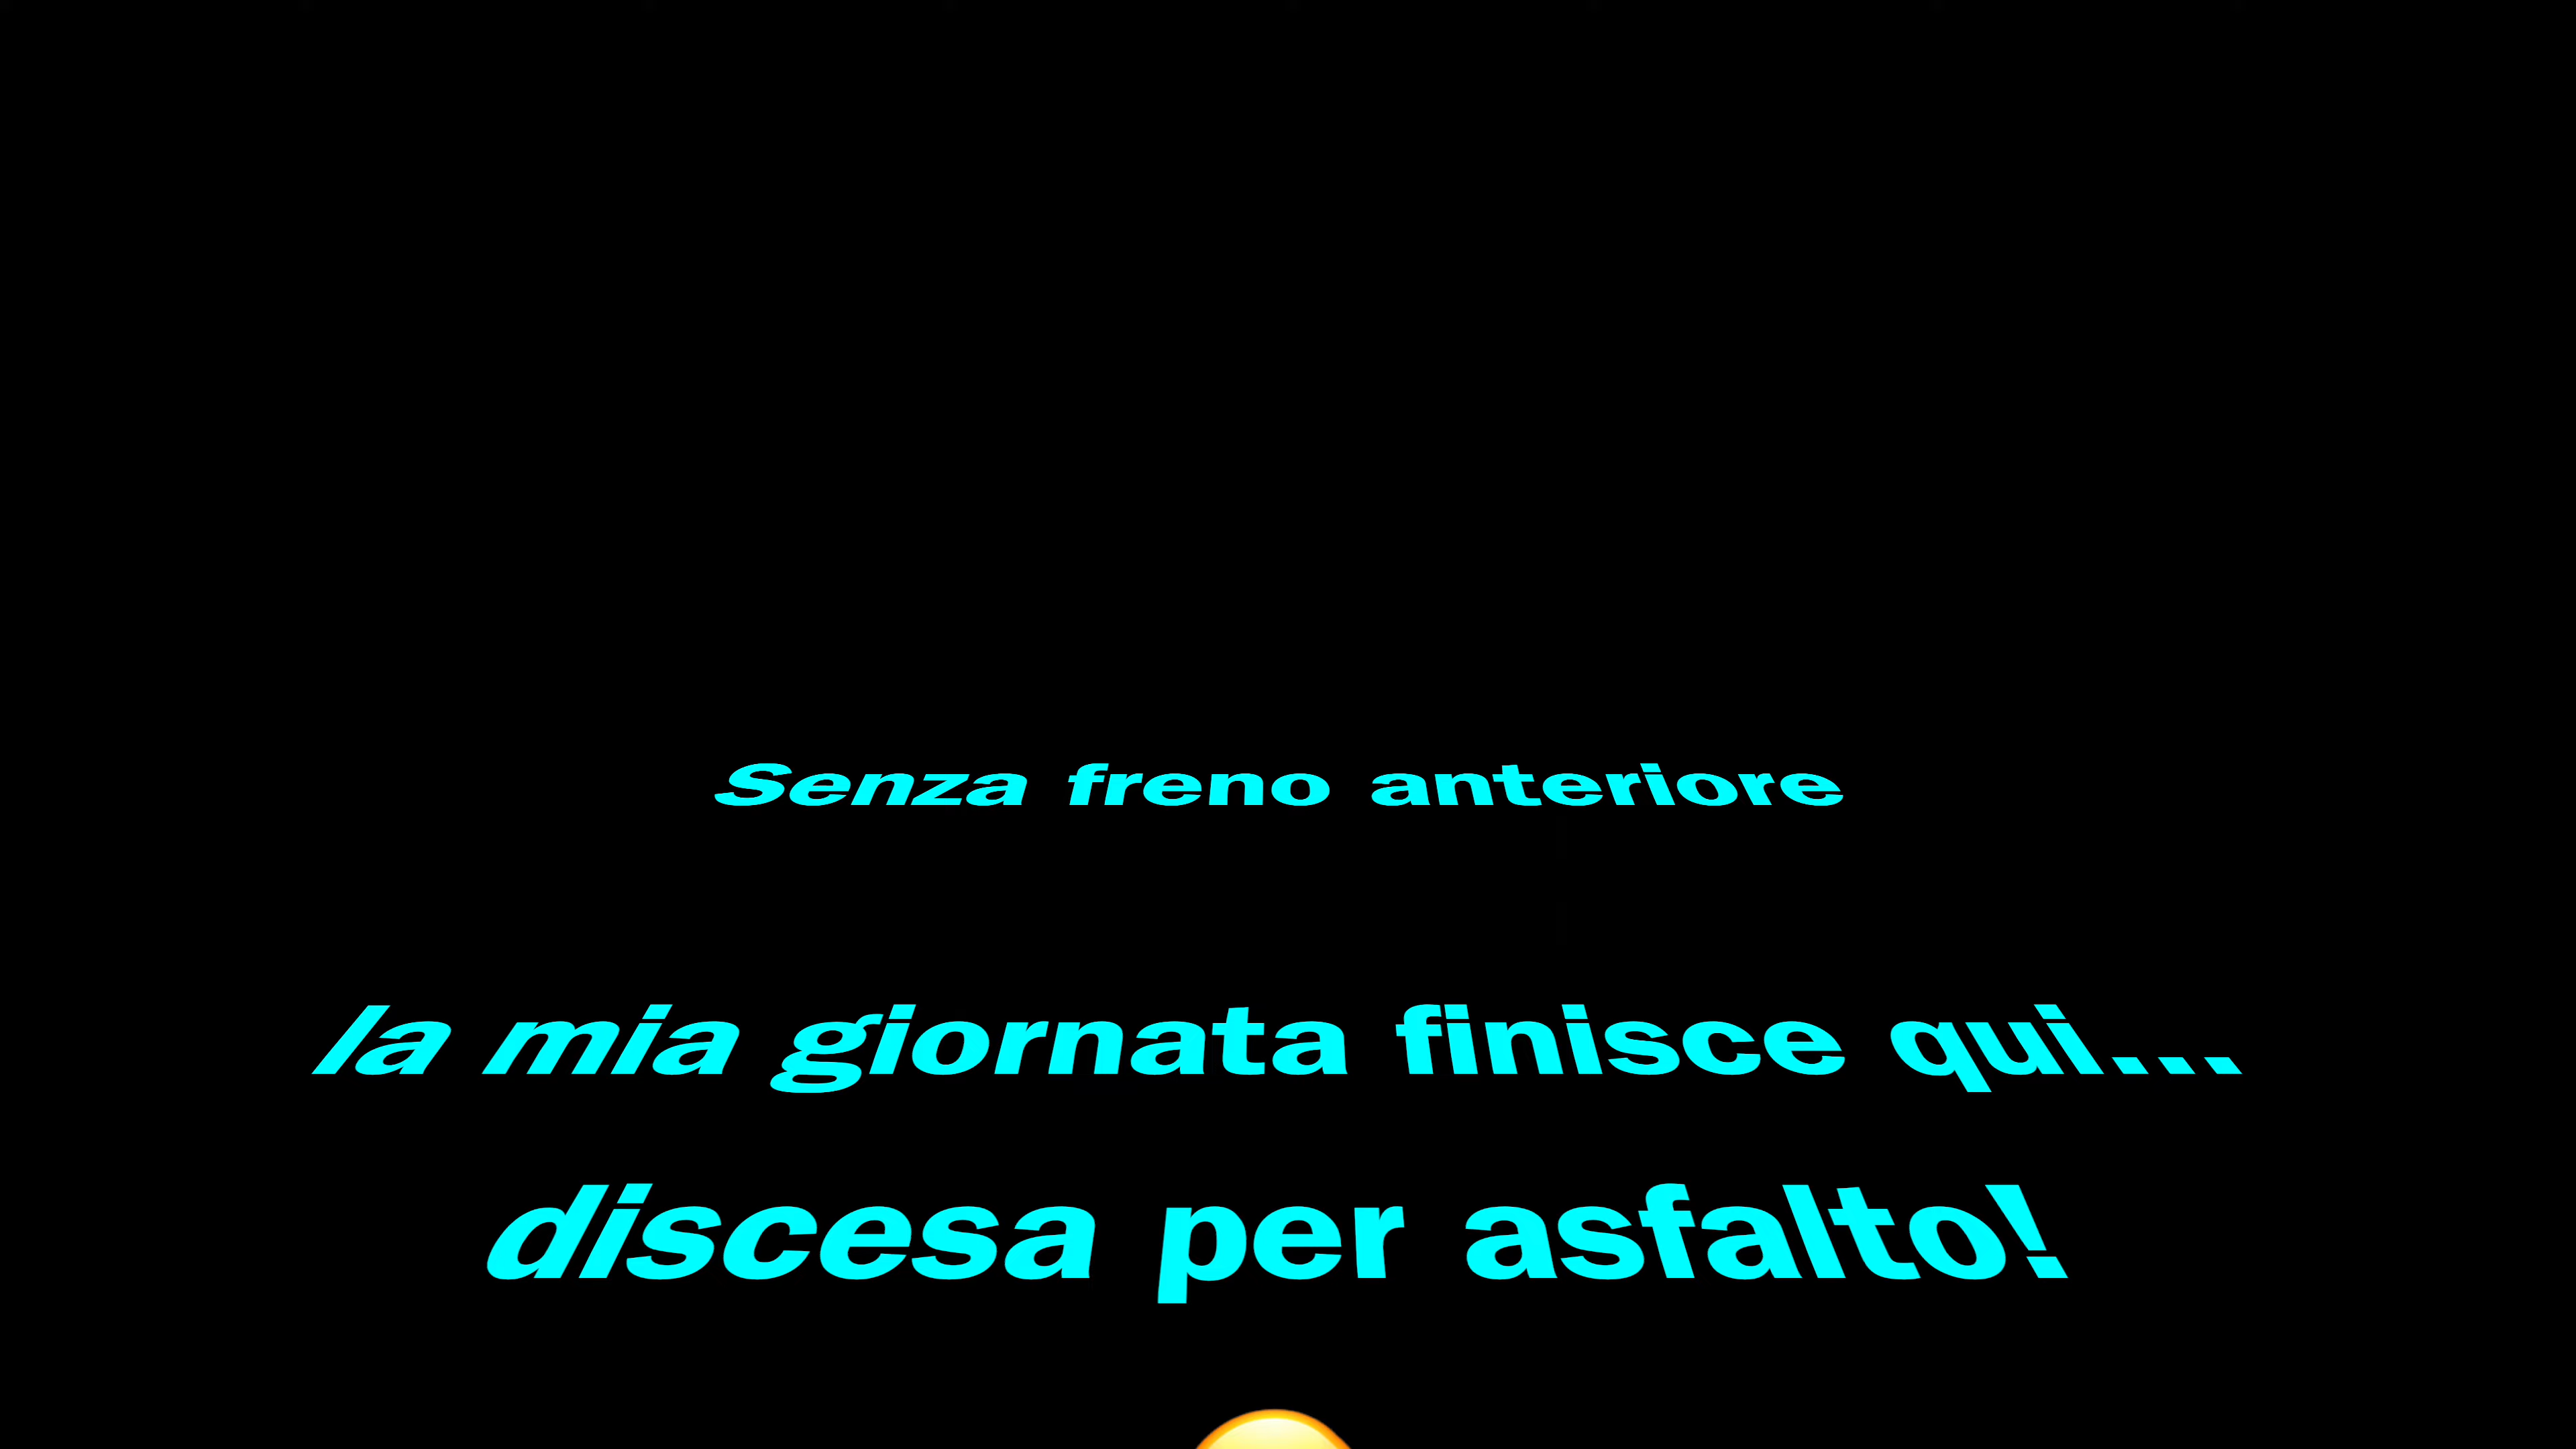 Senza freno anteriore
la mia giornata finisce qui...
discesa per asfalto!